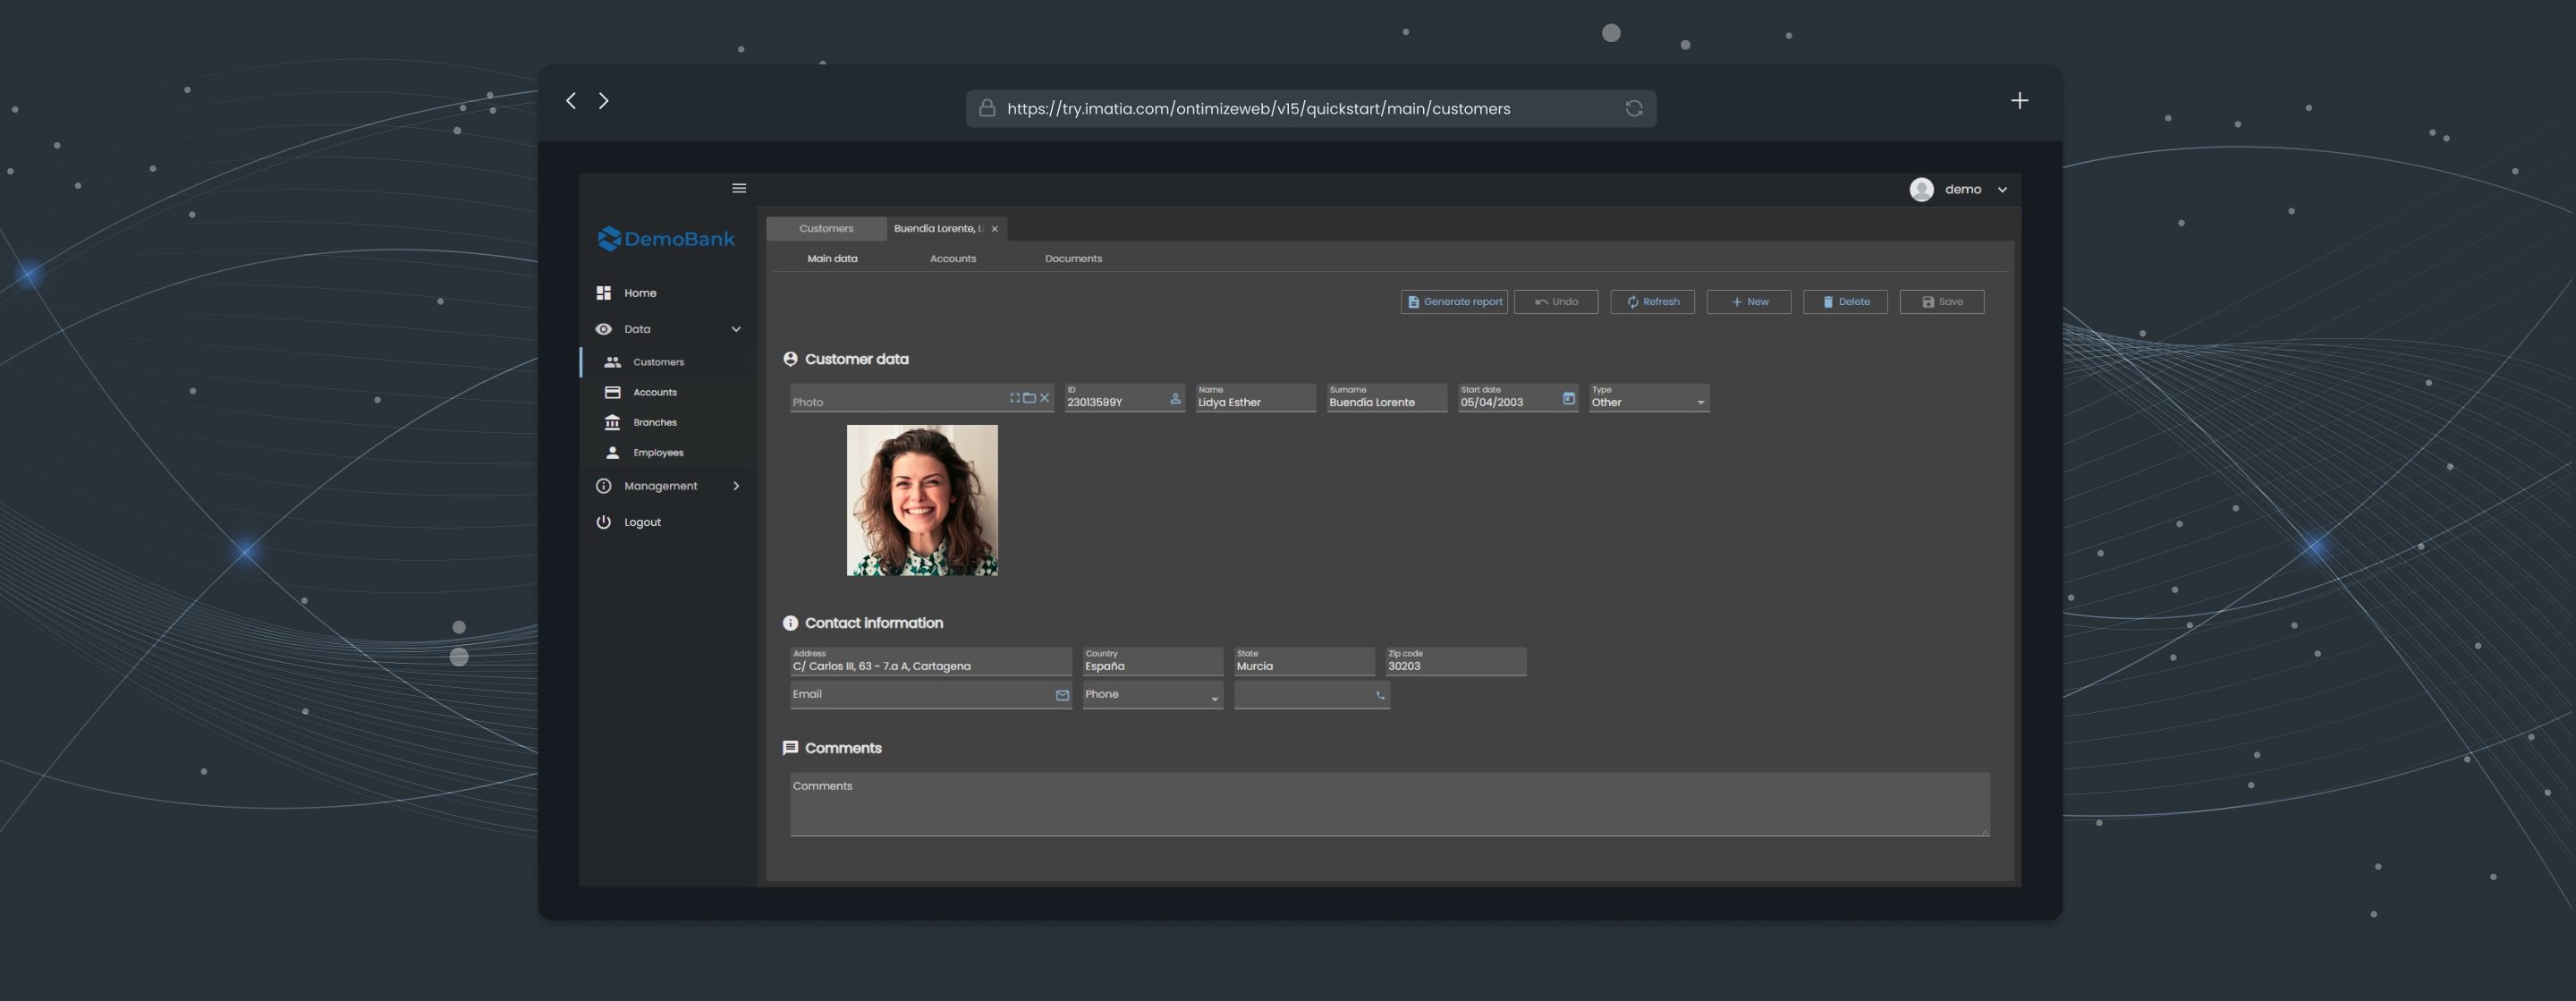 https://try.imatia.com/ontimizeweb/v15/quickstart/main/customers
demo
DemoBank
Home
Data
Customers
Accounts
Branches
Employees
Management
Logout
Customers
Buendía Lorente, L
Main data Accounts Documents
Generate report Undo Refresh New Delete Save
Customer data
Photo
ID
23013599Y
Name
Lidya Esther
Surname
Buendía Lorente
Start date
05/04/2003
Type
Other
Contact information
Address
C/ Carlos III, 63 - 7.a A, Cartagena
Country
España
State
Murcia
Zip code
30203
Email
Phone
Comments
Comments